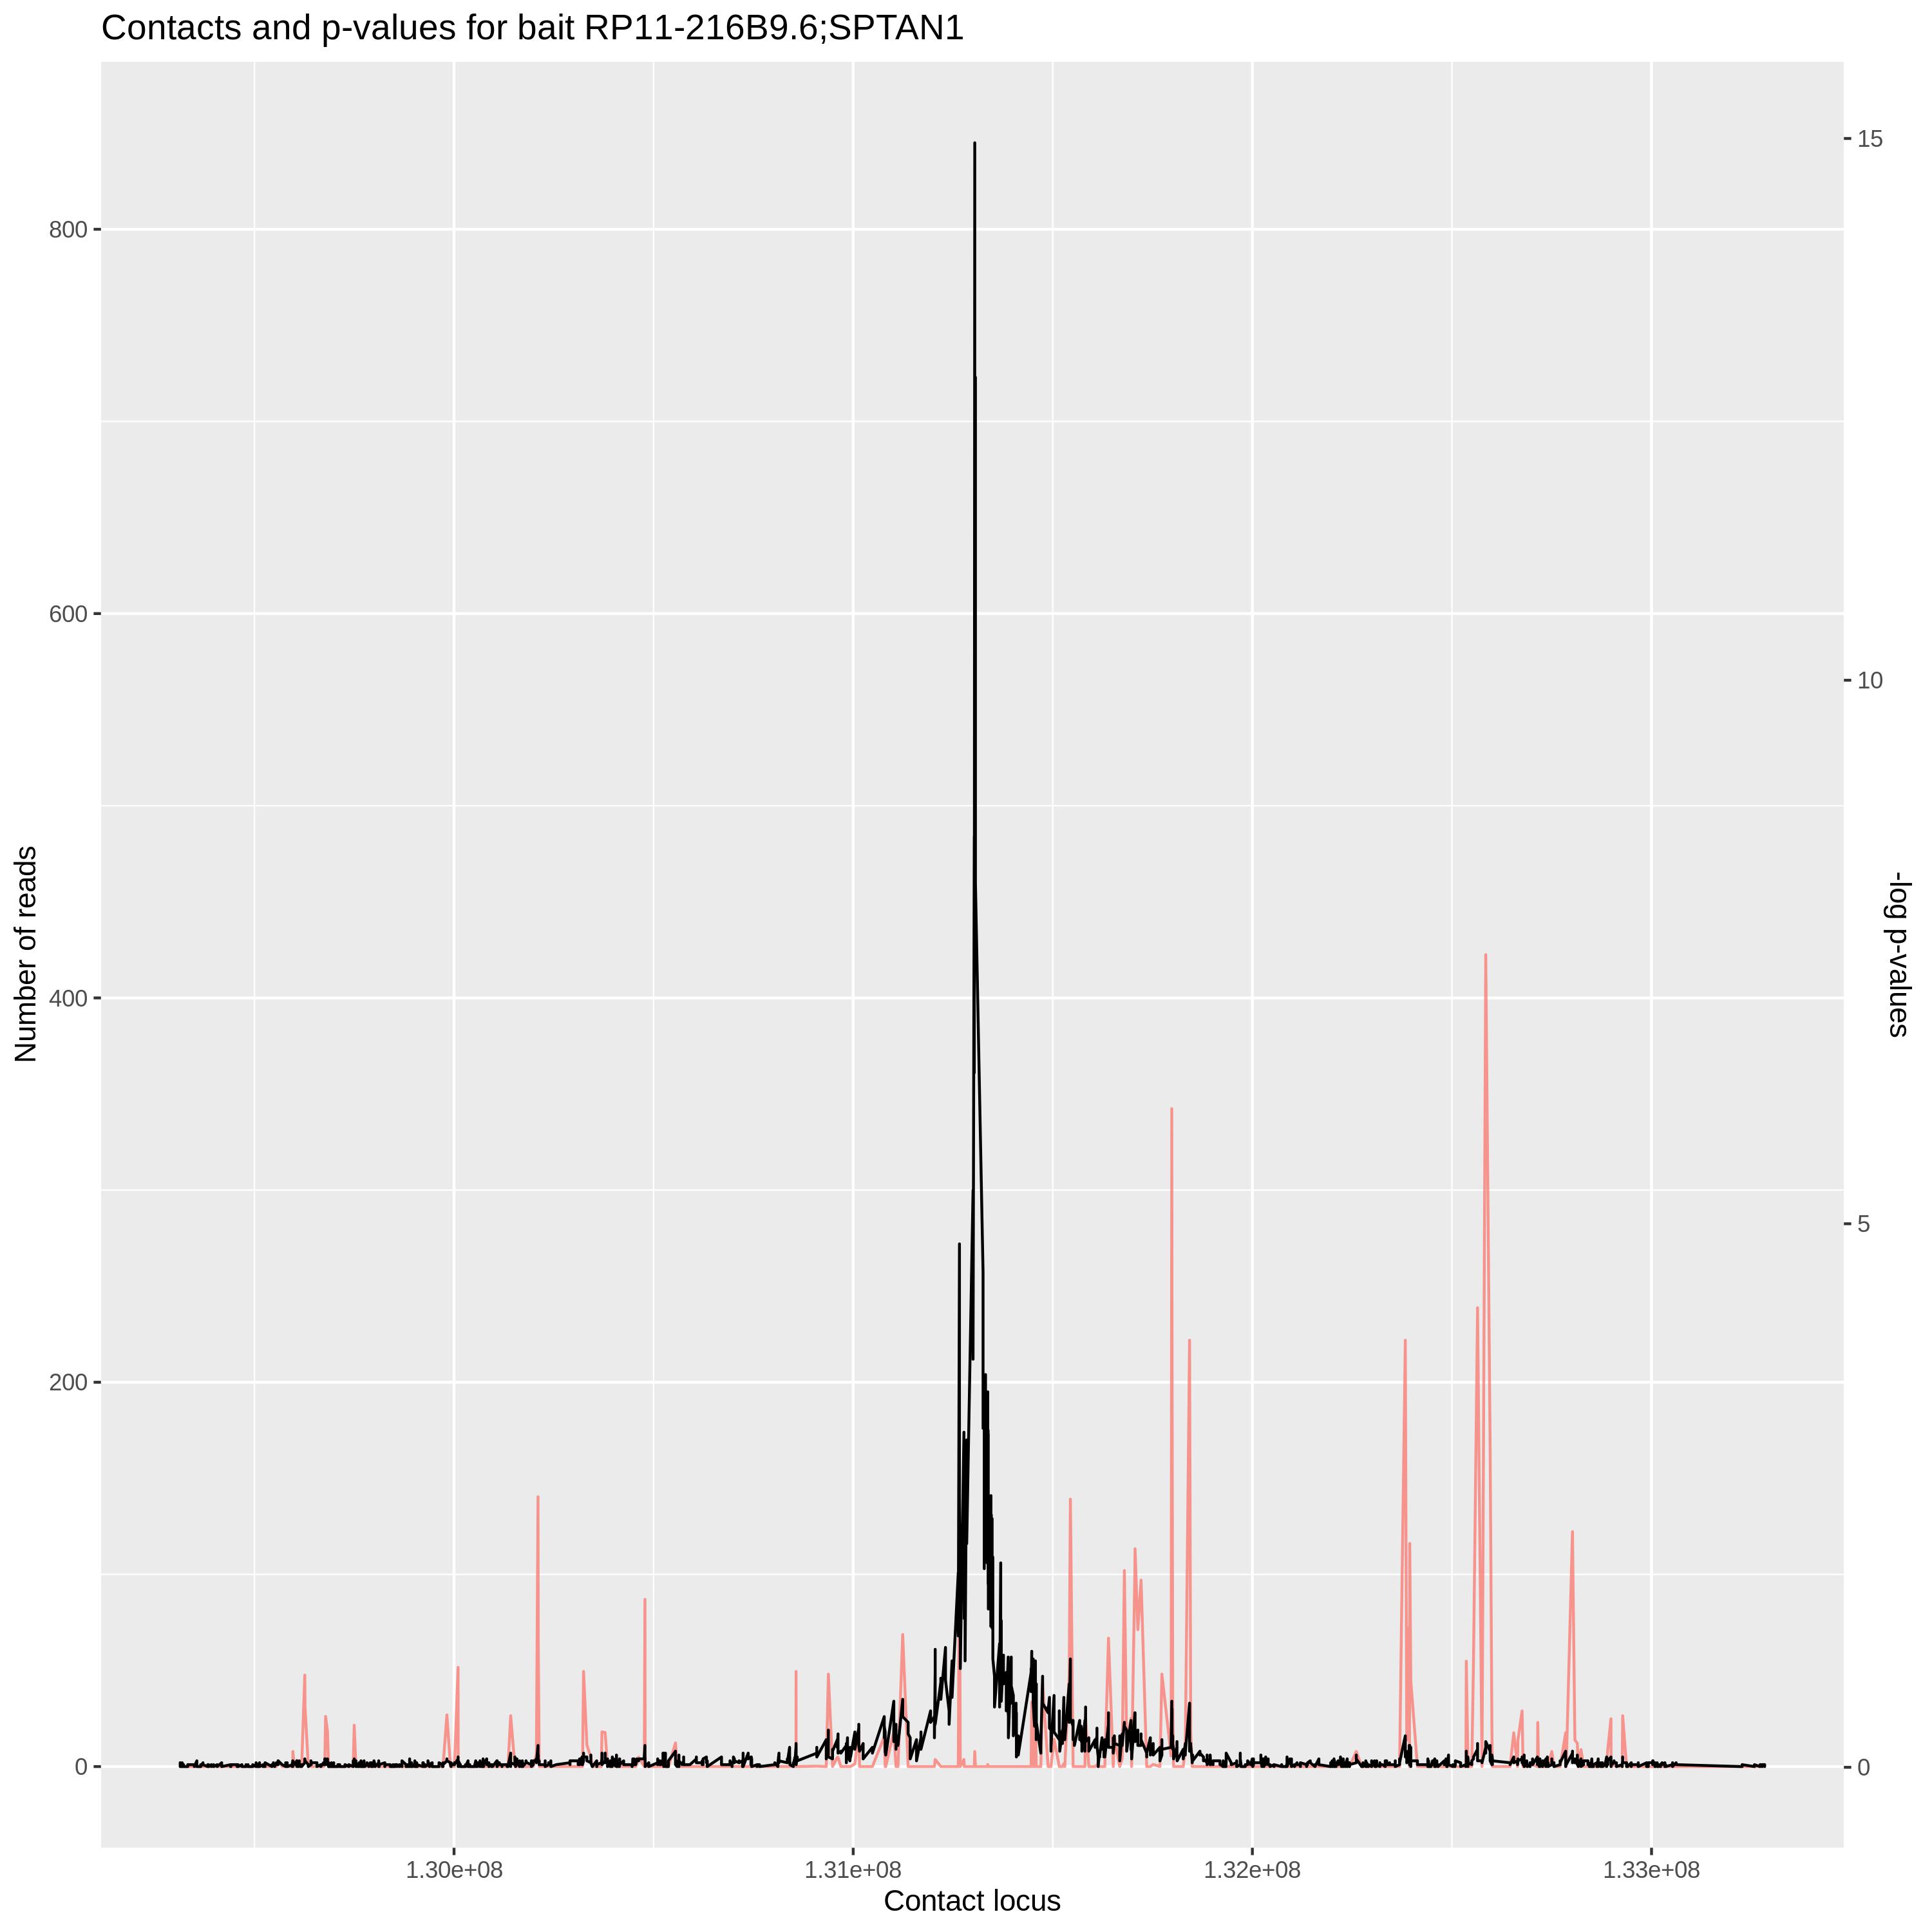 Contacts and p-values for bait RP11-216B9.6;SPTAN1
Number of reads
800
600
400
200
0
15
10
5
0
-log p-values
1.30e+08
1.31e+08
1.32e+08
1.33e+08
Contact locus